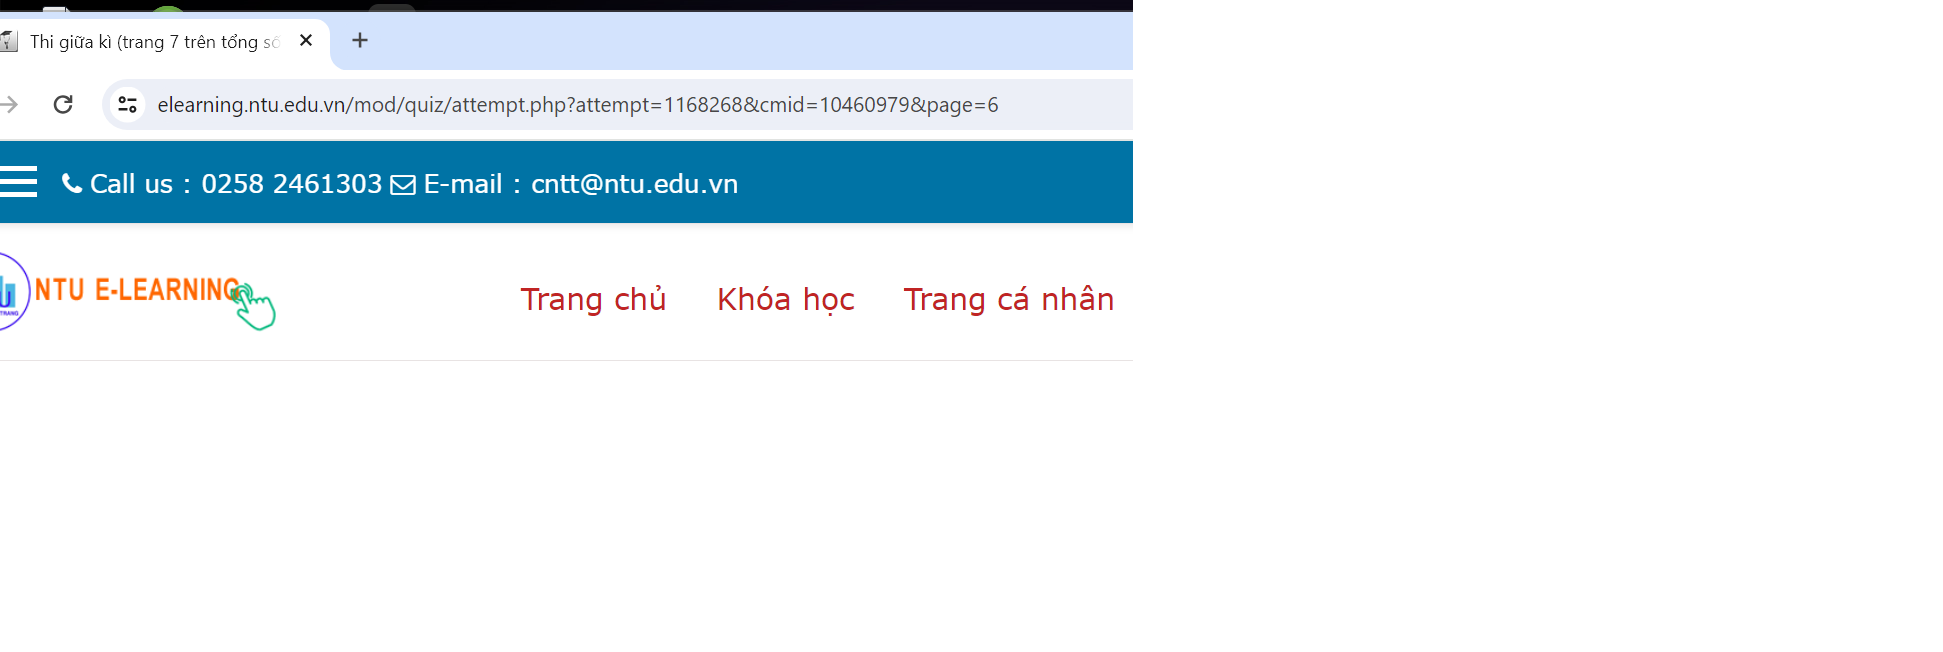 Thi giữa kì (trang 7 trên tổng số
elearning.ntu.edu.vn/mod/quiz/attempt.php?attempt=1168268&cmid=10460979&page=6
Call us : 0258 2461303 E-mail : cntt@ntu.edu.vn
NTU E-LEARNING
Trang chủ Khóa học Trang cá nhân